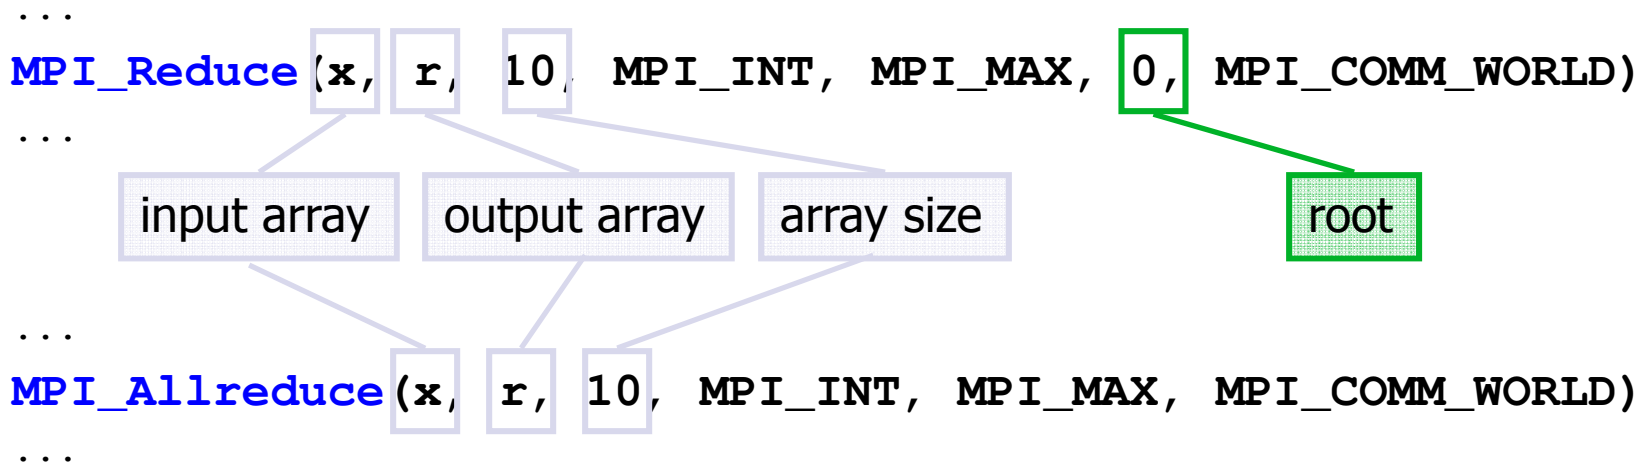 ...
MPI_Reduce(x, r, 10, MPI_INT, MPI_MAX, 0, MPI_COMM_WORLD)
...
input array output array array size root
...
MPI_Allreduce(x, r, 10, MPI_INT, MPI_MAX, MPI_COMM_WORLD)
...